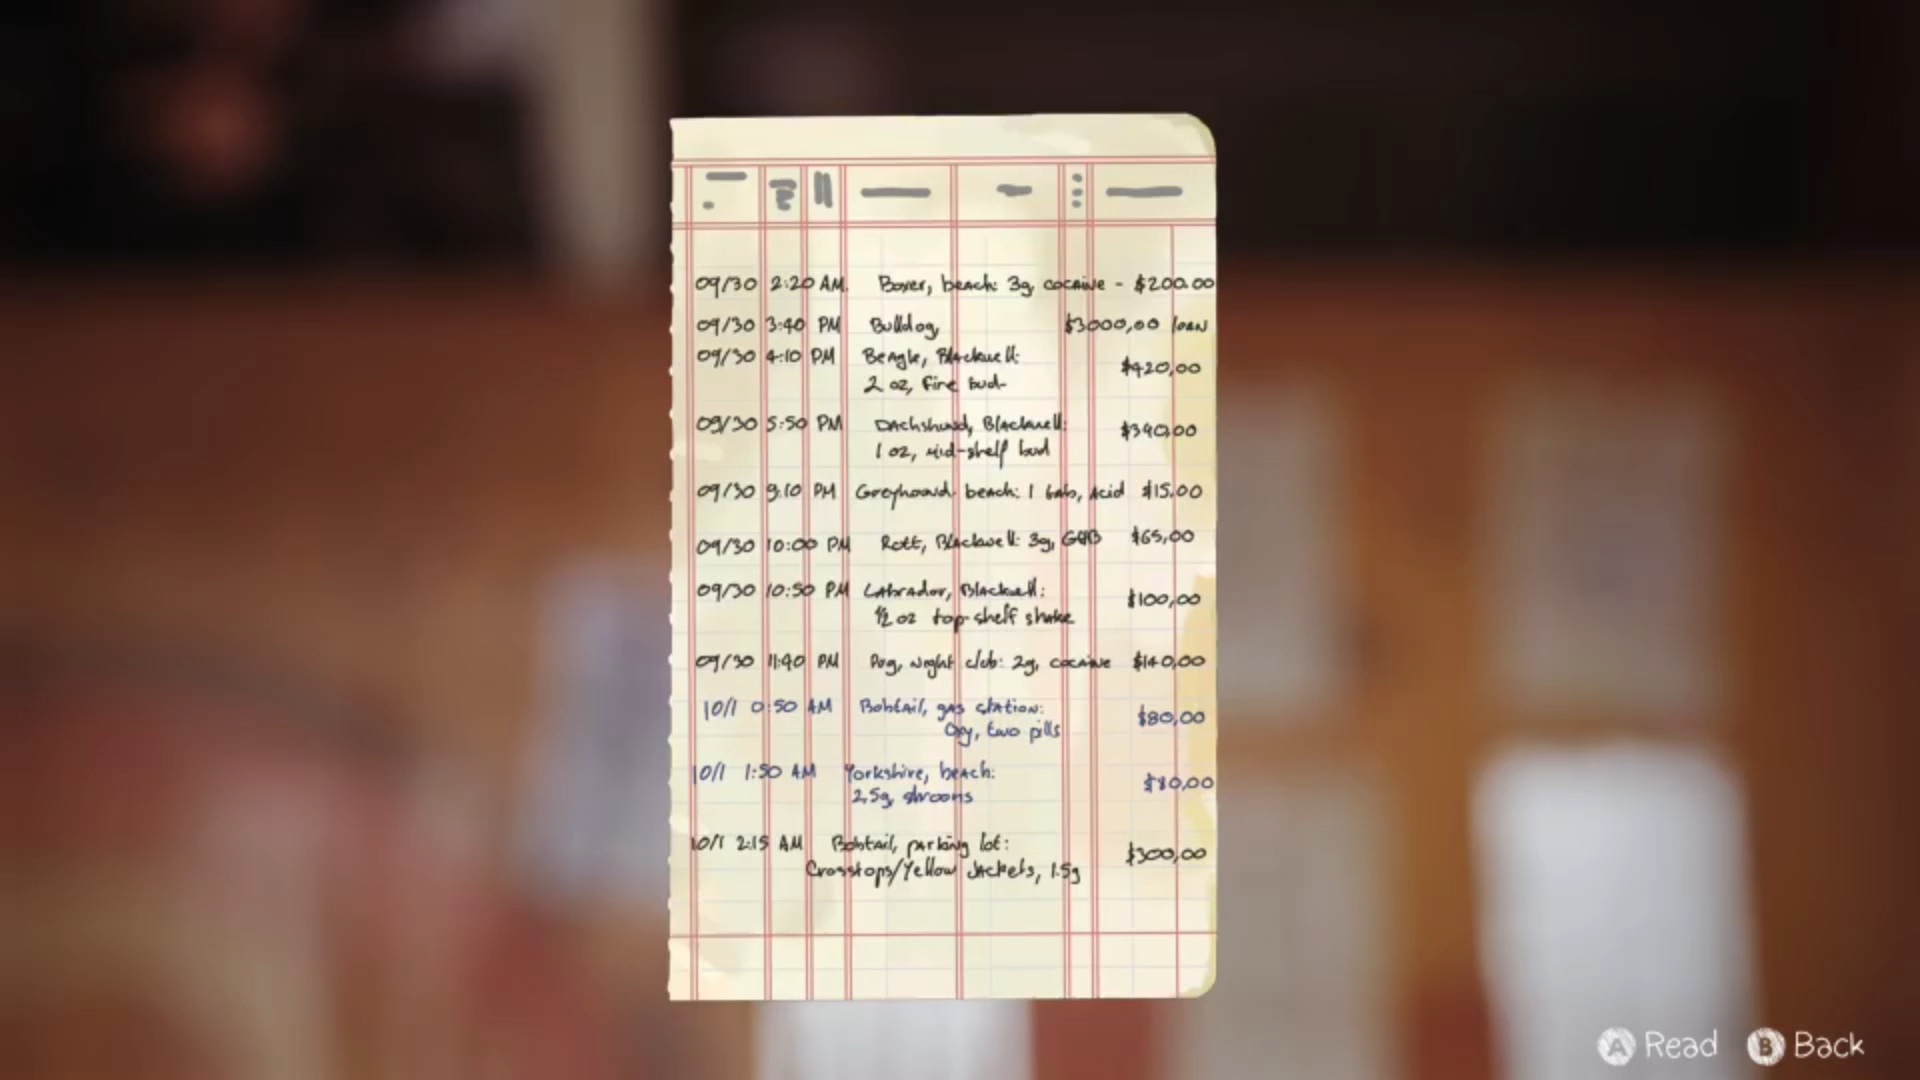 09/30 2:20 AM. Boxer, beach: 3g, cocaine - $200.00
09/30 3:40 PM Bulldog, $3000,00 loan
09/30 4:10 PM Beagle, Blackwell: $420,00
2 oz, fire bud-
09/30 5:50 PM Dachshund, Blackwell: $390,00
1 oz, mid-shelf bud
09/30 9:10 PM Greyhound, beach: 1 tab, acid $15.00
09/30 10:00 PM Rott, Blackwell: 3g, GHB $65,00
09/30 10:50 PM Labrador, Blackwell: $100,00
1/2 oz top-shelf shake
09/30 11:40 PM Pug, night club: 2g, cocaine $140,00
10/1 0:50 AM Bobtail, gas station: $80,00
Oxy, two pills
10/1 1:50 AM Yorkshire, beach: $80,00
2,5g, shrooms
10/1 2:15 AM Bobtail, parking lot: $300,00
Crosstops/Yellow Jackets, 1.5g
A Read B Back